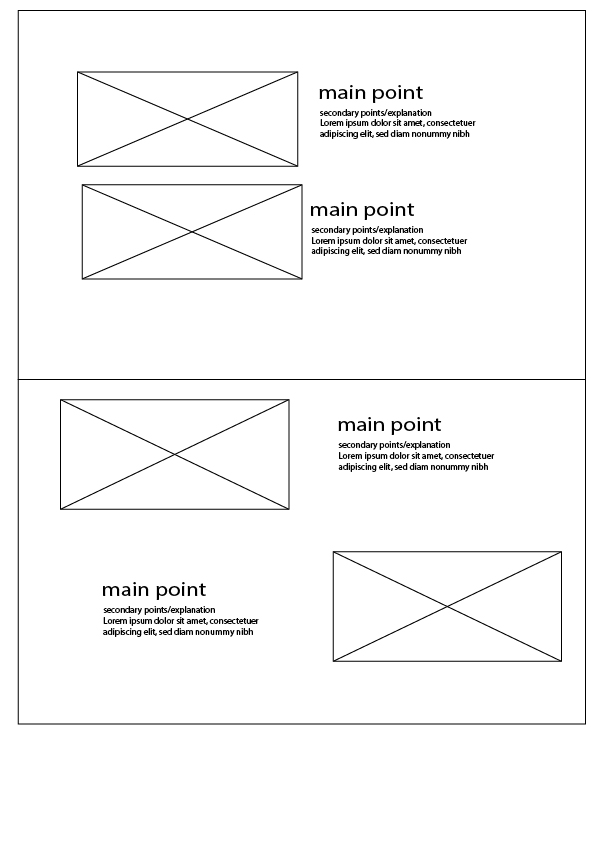 main point
secondary points/explanation
Lorem ipsum dolor sit amet, consectetuer
adipiscing elit, sed diam nonummy nibh
main point
secondary points/explanation
Lorem ipsum dolor sit amet, consectetuer
adipiscing elit, sed diam nonummy nibh
main point
secondary points/explanation
Lorem ipsum dolor sit amet, consectetuer
adipiscing elit, sed diam nonummy nibh
main point
secondary points/explanation
Lorem ipsum dolor sit amet, consectetuer
adipiscing elit, sed diam nonummy nibh